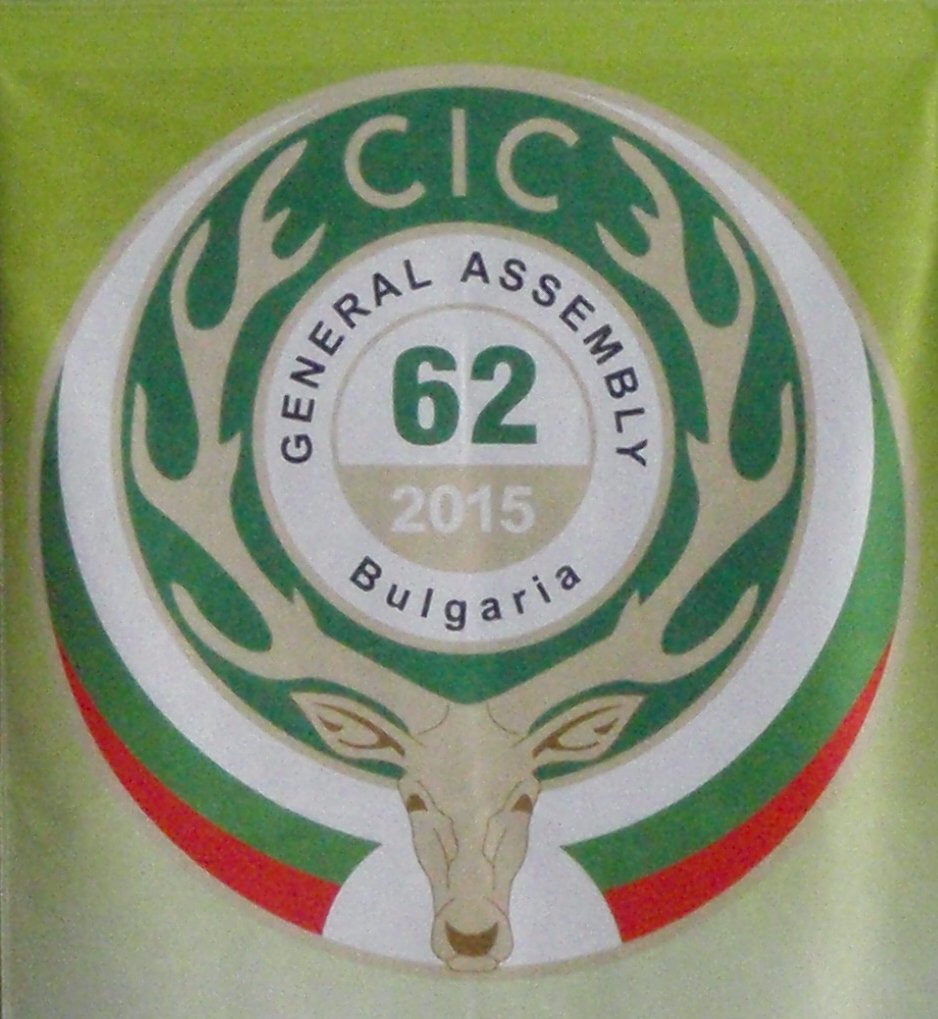 CIC
GENERAL ASSEMBLY
62
2015
Bulgaria